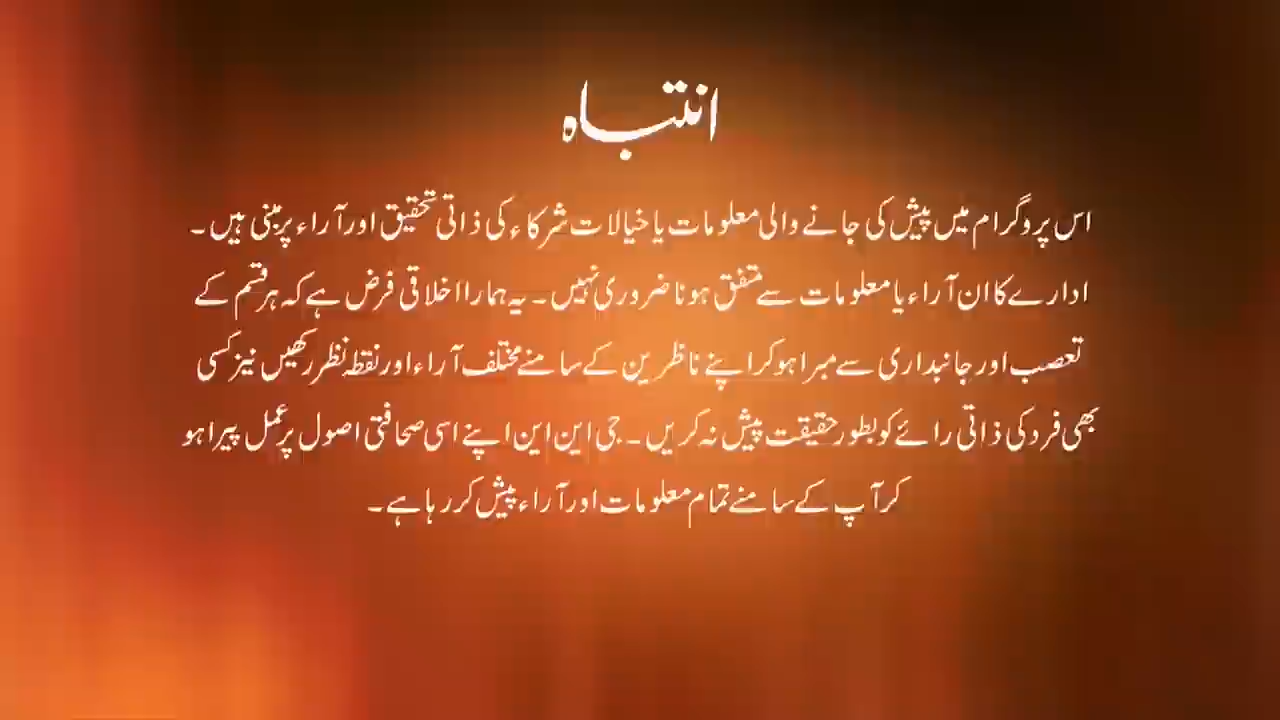 انتباہ
اس پروگرام میں پیش کی جانے والی معلومات یا خیالات شرکاء کی ذاتی تحقیق اور آراء پر مبنی ہیں۔
ادارے کا ان آراء یا معلومات سے متفق ہونا ضروری نہیں۔ یہ ہمارا اخلاقی فرض ہے کہ ہر قسم کے
تعصب اور جانبداری سے مبرا ہو کر اپنے ناظرین کے سامنے مختلف آراء اور نقطہ نظر رکھیں نیز کسی
بھی فرد کی ذاتی رائے کو بطور حقیقت پیش نہ کریں۔ جی این این اپنے اسی صحافتی اصول پر عمل پیرا ہو
کر آپ کے سامنے تمام معلومات اور آراء پیش کر رہا ہے۔